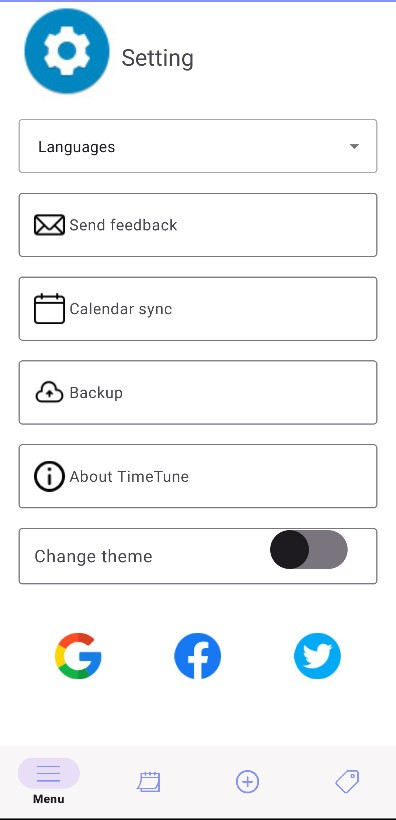 Setting
Languages
Send feedback
Calendar sync
Backup
About TimeTune
Change theme
Menu